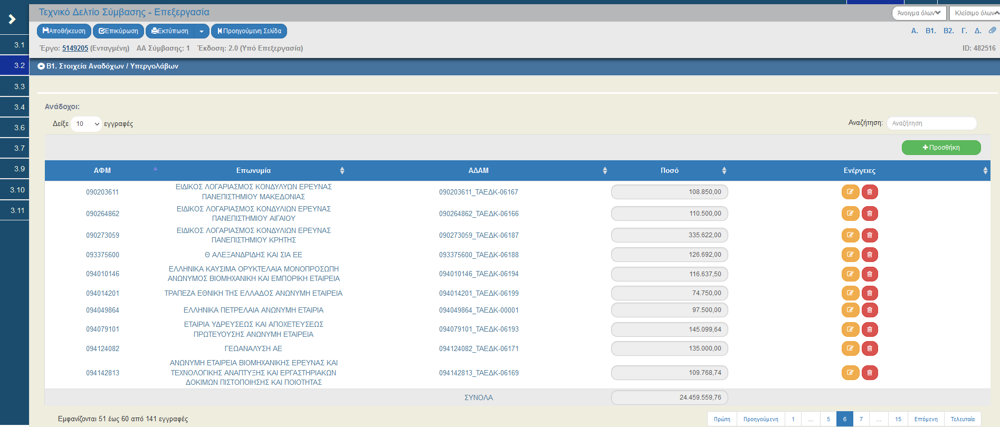 Τεχνικό Δελτίο Σύμβασης - Επεξεργασία
Άνοιγμα όλων
Κλείσιμο όλων
Αποθήκευση
Επικύρωση
Εκτύπωση
Προηγούμενη Σελίδα
Α. Β1. Β2. Γ. Δ.
Έργο: 5149205 (Ενταγμένη) ΑΑ Σύμβασης: 1 Έκδοση: 2.0 (Υπό Επεξεργασία)
ID: 482516
3.1
3.2
3.3
3.4
3.6
3.7
3.9
3.10
3.11
Β1. Στοιχεία Αναδόχων / Υπεργολάβων
Ανάδοχοι:
Δείξε 10 εγγραφές
Αναζήτηση: Αναζήτηση
Προσθήκη
ΑΦΜ Επωνυμία ΑΔΑΜ Ποσό Ενέργειες
ΕΙΔΙΚΟΣ ΛΟΓΑΡΙΑΣΜΟΣ ΚΟΝΔΥΛΥΩΝ ΕΡΕΥΝΑΣ
090203611 ΠΑΝΕΠΙΣΤΗΜΙΟΥ ΜΑΚΕΔΟΝΙΑΣ 090203611_ΤΑΕΔΚ-06167 108.850,00
ΕΙΔΙΚΟΣ ΛΟΓΑΡΙΑΣΜΟΣ ΚΟΝΔΥΛΙΩΝ ΕΡΕΥΝΑΣ
090264862 ΠΑΝΕΠΙΣΤΗΜΙΟΥ ΑΙΓΑΙΟΥ 090264862_ΤΑΕΔΚ-06166 110.500,00
ΕΙΔΙΚΟΣ ΛΟΓΑΡΙΑΣΜΟΣ ΚΟΝΔΥΛΙΩΝ ΕΡΕΥΝΑΣ
090273059 ΠΑΝΕΠΙΣΤΗΜΙΟΥ ΚΡΗΤΗΣ 090273059_ΤΑΕΔΚ-06187 335.622,00
093375600 Θ ΑΛΕΞΑΝΔΡΙΔΗΣ ΚΑΙ ΣΙΑ ΕΕ 093375600_ΤΑΕΔΚ-06188 126.692,00
ΕΛΛΗΝΙΚΑ ΚΑΥΣΙΜΑ ΟΡΥΚΤΕΛΑΙΑ ΜΟΝΟΠΡΟΣΩΠΗ
094010146 ΑΝΩΝΥΜΟΣ ΒΙΟΜΗΧΑΝΙΚΗ ΚΑΙ ΕΜΠΟΡΙΚΗ ΕΤΑΙΡΕΙΑ 094010146_ΤΑΕΔΚ-06194 116.637,50
094014201 ΤΡΑΠΕΖΑ ΕΘΝΙΚΗ ΤΗΣ ΕΛΛΑΔΟΣ ΑΝΩΝΥΜΗ ΕΤΑΙΡΕΙΑ 094014201_ΤΑΕΔΚ-06199 74.750,00
094049864 ΕΛΛΗΝΙΚΑ ΠΕΤΡΕΛΑΙΑ ΑΝΩΝΥΜΗ ΕΤΑΙΡΙΑ 094049864_ΤΑΕΔΚ-00001 97.500,00
ΕΤΑΙΡΙΑ ΥΔΡΕΥΣΕΩΣ ΚΑΙ ΑΠΟΧΕΤΕΥΣΕΩΣ
094079101 ΠΡΩΤΕΥΟΥΣΗΣ ΑΝΩΝΥΜΗ ΕΤΑΙΡΕΙΑ 094079101_ΤΑΕΔΚ-06193 145.099,64
094124082 ΓΕΩΑΝΑΛΥΣΗ ΑΕ 094124082_ΤΑΕΔΚ-06171 135.000,00
ΑΝΩΝΥΜΗ ΕΤΑΙΡΕΙΑ ΒΙΟΜΗΧΑΝΙΚΗΣ ΕΡΕΥΝΑΣ ΚΑΙ
094142813 ΤΕΧΝΟΛΟΓΙΚΗΣ ΑΝΑΠΤΥΞΗΣ ΚΑΙ ΕΡΓΑΣΤΗΡΙΑΚΩΝ 094142813_ΤΑΕΔΚ-06169 109.768,74
ΔΟΚΙΜΩΝ ΠΙΣΤΟΠΟΙΗΣΗΣ ΚΑΙ ΠΟΙΟΤΗΤΑΣ
ΣΥΝΟΛΑ 24.459.559,76
Εμφανίζονται 51 έως 60 από 141 εγγραφές
Πρώτη Προηγούμενη 1 ... 5 6 7 ... 15 Επόμενη Τελευταία